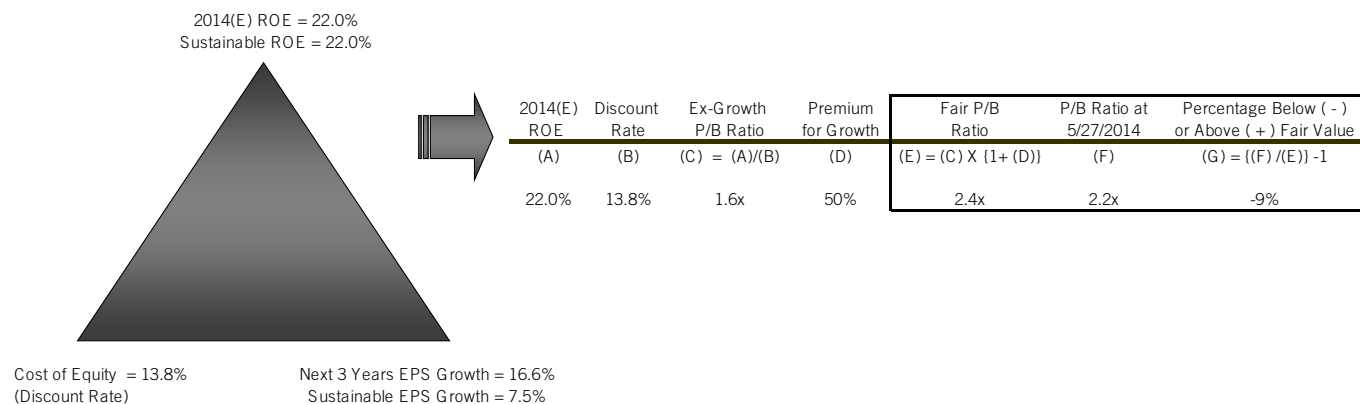 2014(E) ROE = 22.0%
Sustainable ROE = 22.0%
2014(E) Discount Ex-Growth Premium Fair P/B P/B Ratio at Percentage Below ( - )
ROE Rate P/B Ratio for Growth Ratio 5/27/2014 or Above ( + ) Fair Value
(A) (B) (C) = (A)/(B) (D) (E) = (C) X {1+ (D)} (F) (G) = {(F) /(E)} -1
22.0% 13.8% 1.6x 50% 2.4x 2.2x -9%
Cost of Equity = 13.8%
(Discount Rate)
Next 3 Years EPS Growth = 16.6%
Sustainable EPS Growth = 7.5%